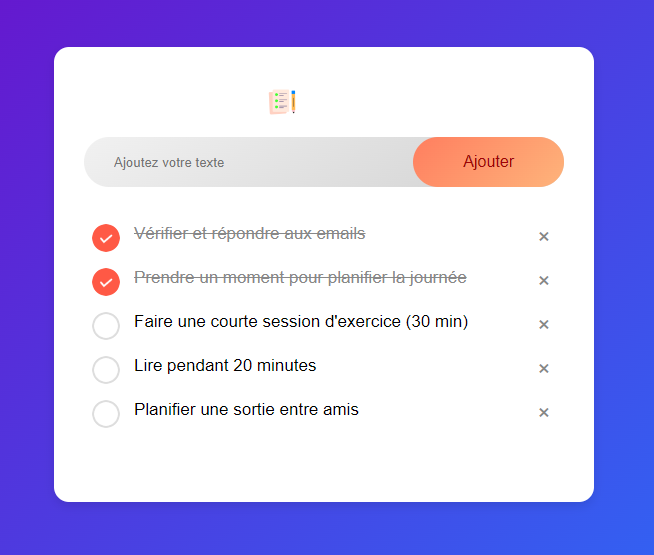 Ajoutez votre texte
Ajouter
Vérifier et répondre aux emails
Prendre un moment pour planifier la journée
Faire une courte session d'exercice (30 min)
Lire pendant 20 minutes
Planifier une sortie entre amis